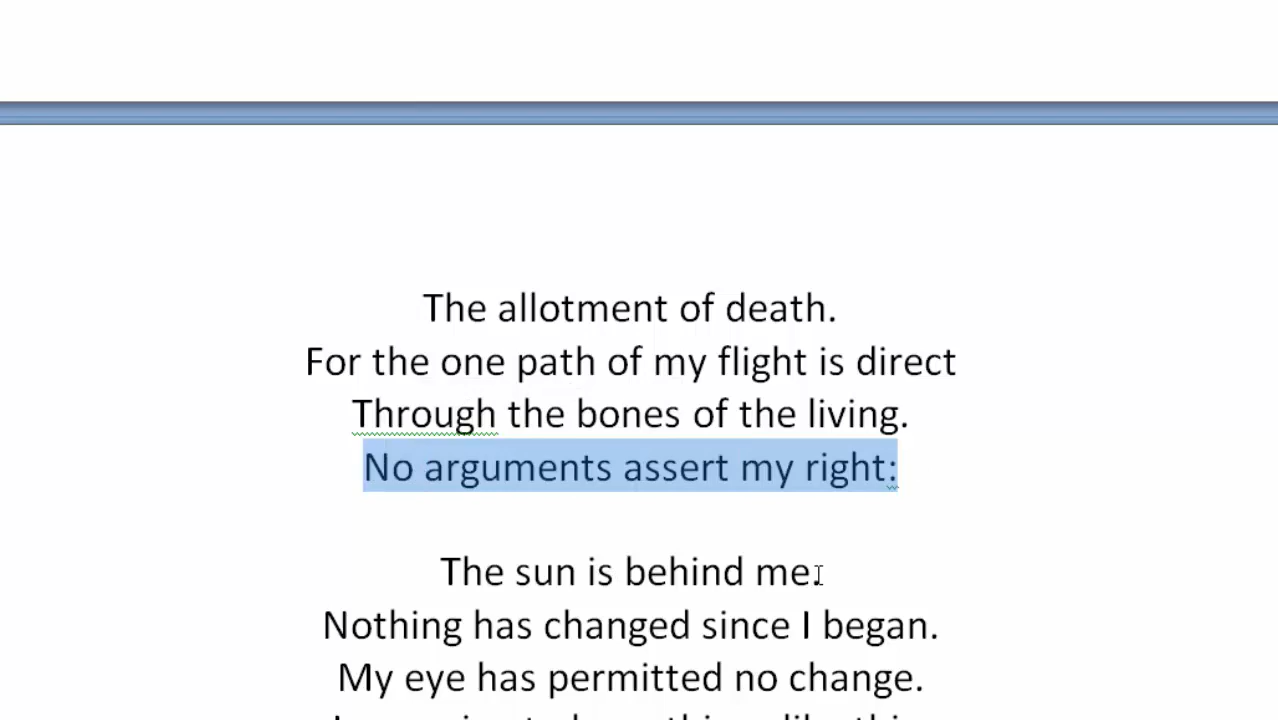 The allotment of death.
For the one path of my flight is direct
Through the bones of the living.
No arguments assert my right:
The sun is behind me.
Nothing has changed since I began.
My eye has permitted no change.